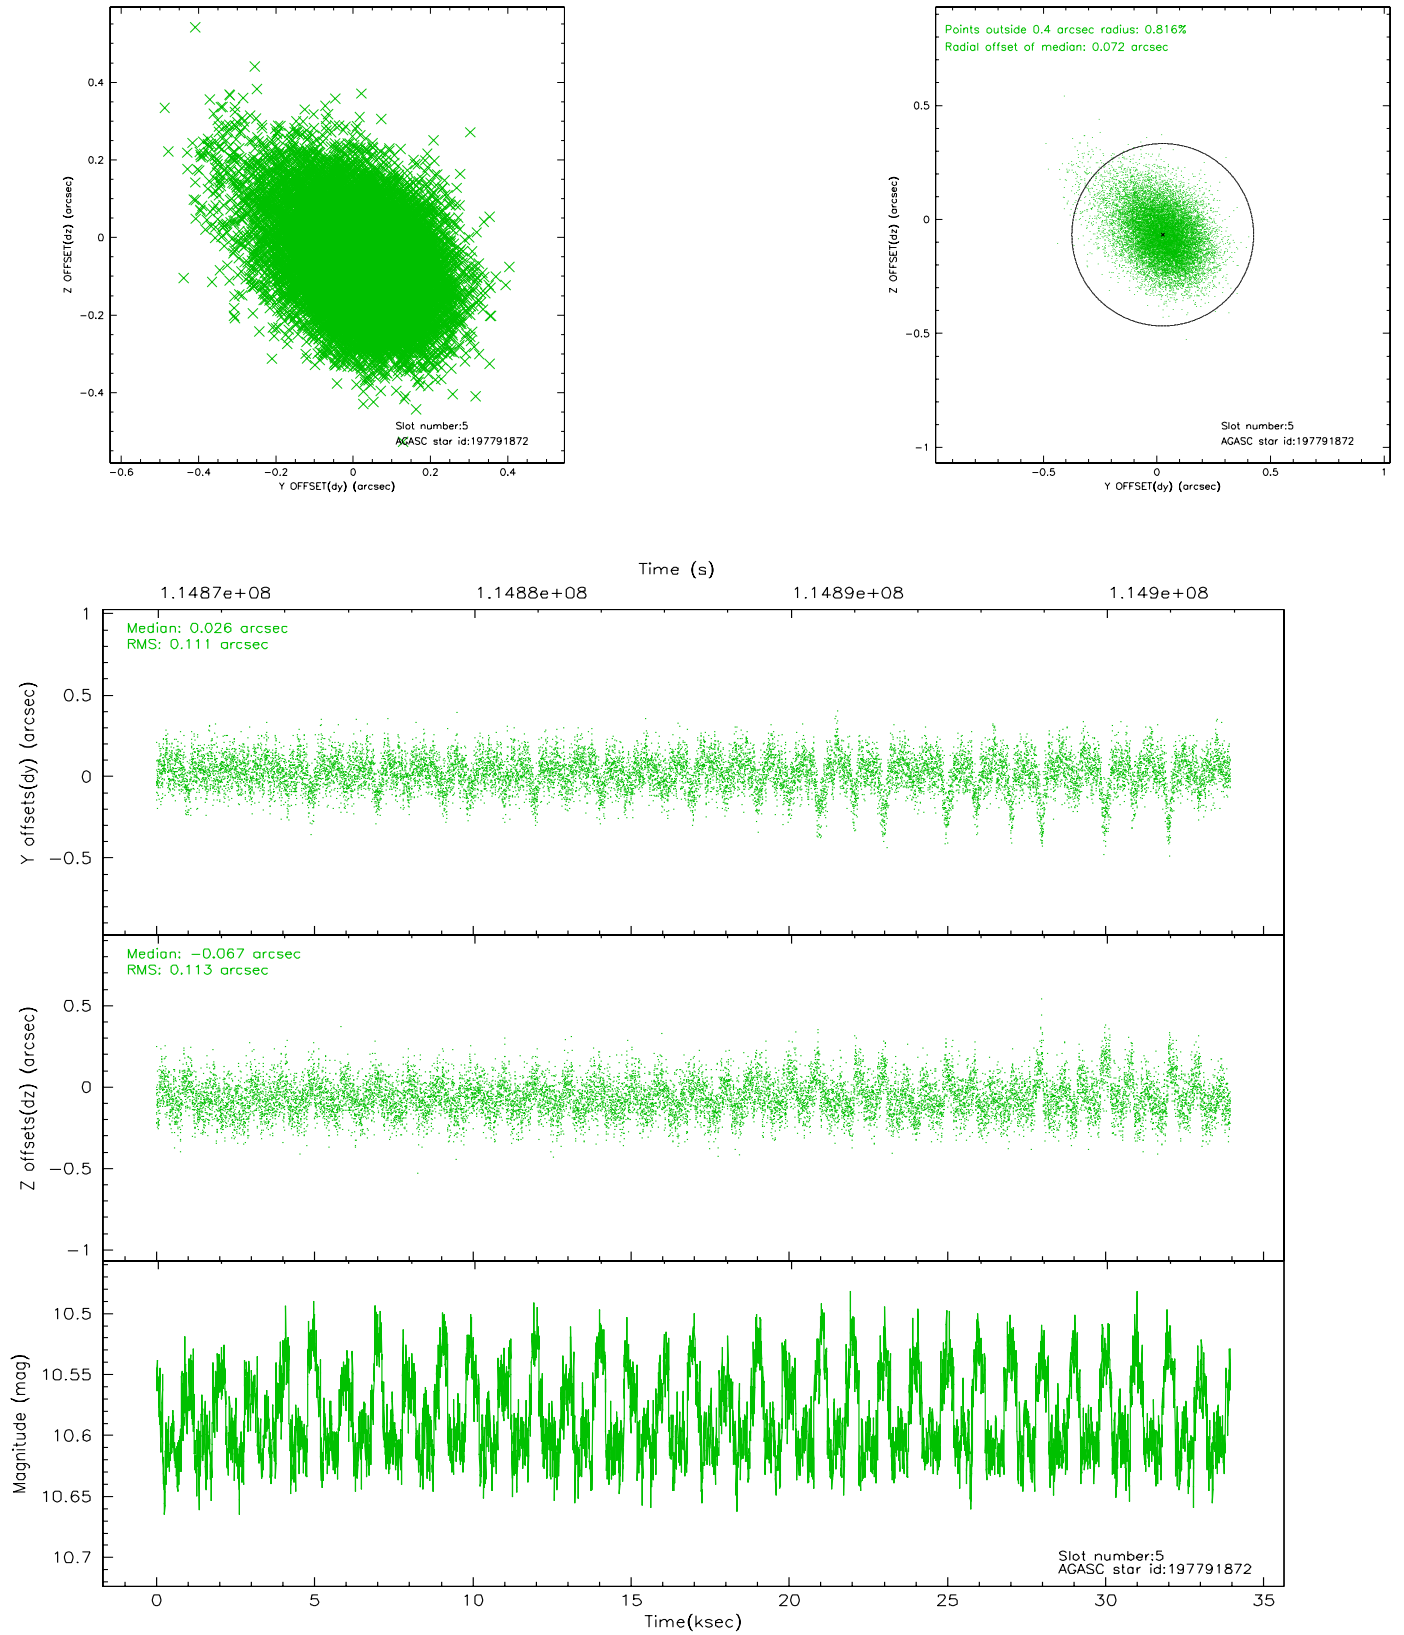 0.4
0.2
0
−0.2
−0.4
Z OFFSET(dz) (arcsec)
Slot number:5
AGASC star id:197791872
−0.6 −0.4 −0.2 0 0.2 0.4
Y OFFSET(dy) (arcsec)
Points outside 0.4 arcsec radius: 0.816%
Radial offset of median: 0.072 arcsec
0.5
0
−0.5
−1
Z OFFSET(dz) (arcsec)
Slot number:5
AGASC star id:197791872
−0.5 0 0.5 1
Y OFFSET(dy) (arcsec)
Time (s)
1.1487e+08 1.1488e+08 1.1489e+08 1.149e+08
Median: 0.026 arcsec
RMS: 0.111 arcsec
1
0.5
0
−0.5
Y offsets(dy) (arcsec)
Median: −0.067 arcsec
RMS: 0.113 arcsec
0.5
0
−0.5
−1
Z offsets(dz) (arcsec)
10.5
10.55
10.6
10.65
10.7
Magnitude (mag)
Slot number:5
AGASC star id:197791872
0 5 10 15 20 25 30 35
Time(ksec)